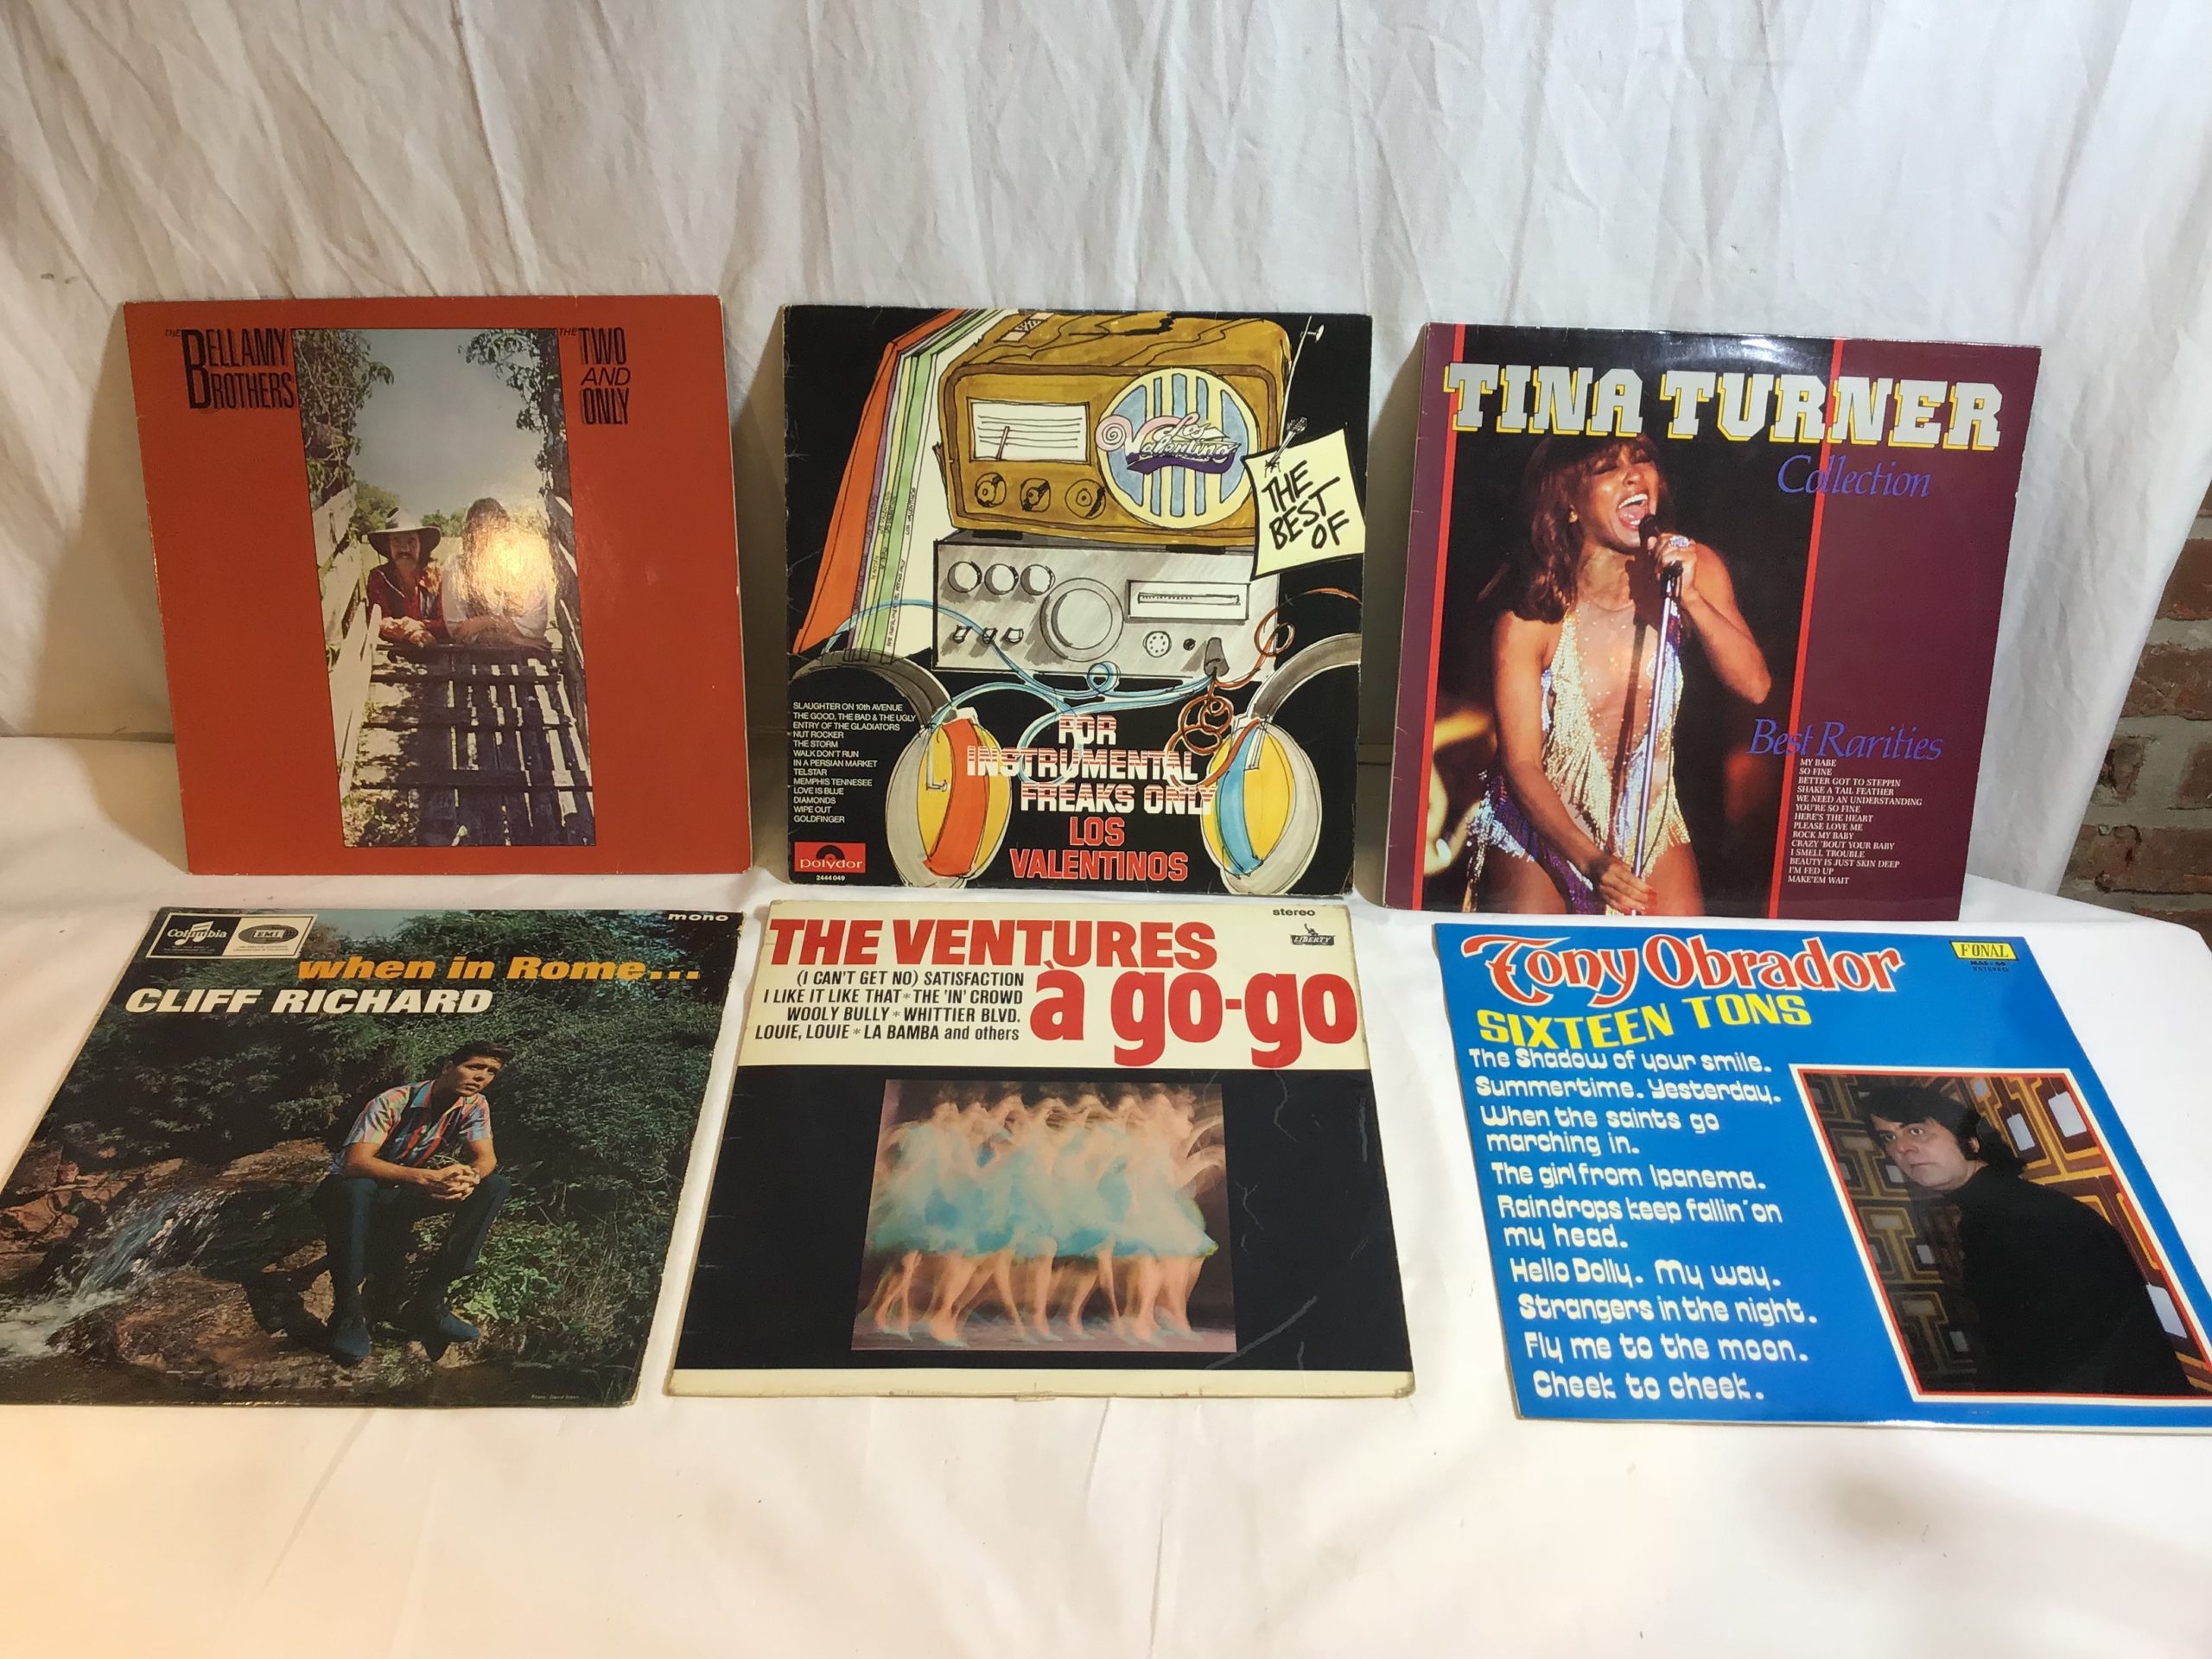 THE BELLAMY
BROTHERS
THE TWO
AND
ONLY
Los
Valentinos
THE
BEST
OF
SLAUGHTER ON 10th AVENUE
THE GOOD, THE BAD & THE UGLY
ENTRY OF THE GLADIATORS
NUT ROCKER
THE STORM
WALK DON'T RUN
IN A PERSIAN MARKET
TELSTAR
MEMPHIS TENNESEE
LOVE IS BLUE
DIAMONDS
WIPE OUT
GOLDFINGER
FOR
INSTRUMENTAL
FREAKS ONLY
LOS
VALENTINOS
polydor
2444 049
TINA TURNER
Collection
Best Rarities
MY BABE
SO FINE
BETTER GOT TO STEPPIN
SHAKE A TAIL FEATHER
WE NEED AN UNDERSTANDING
YOU'RE SO FINE
HERE'S THE HEART
PLEASE LOVE ME
ROCK MY BABY
CRAZY 'BOUT YOUR BABY
I SMELL TROUBLE
BEAUTY IS JUST SKIN DEEP
I'M FED UP
MAKE'EM WAIT
Columbia
EMI
mono
when in Rome...
CLIFF RICHARD
stereo
LIBERTY
THE VENTURES
à go-go
(I CAN'T GET NO) SATISFACTION
I LIKE IT LIKE THAT * THE 'IN' CROWD
WOOLY BULLY * WHITTIER BLVD.
LOUIE, LOUIE * LA BAMBA and others
Tony Obrador
FONAL
ESTEREO
SIXTEEN TONS
The Shadow of your smile.
Summertime. Yesterday.
When the saints go
marching in.
The girl from Ipanema.
Raindrops keep fallin'on
my head.
Hello Dolly. My way.
Strangers in the night.
Fly me to the moon.
Cheek to cheek.